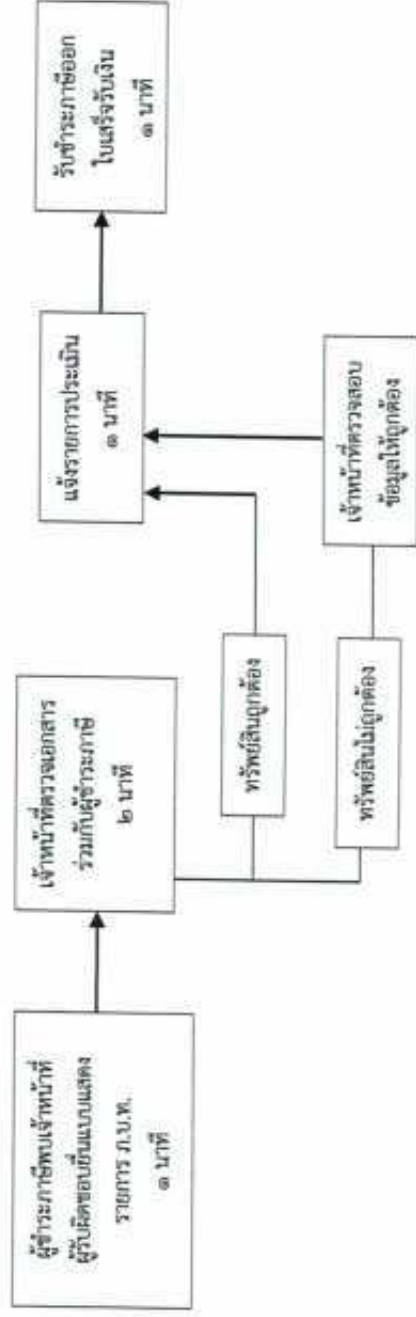 ผู้ชำระภาษีพบเจ้าหน้าที่
ผู้รับผิดชอบยื่นแบบแสดง
รายการ ภ.บ.ท.
๑ นาที
เจ้าหน้าที่ตรวจเอกสาร
ร่วมกับผู้ชำระภาษี
๒ นาที
ทรัพย์สินถูกต้อง
ทรัพย์สินไม่ถูกต้อง
เจ้าหน้าที่ตรวจสอบ
ข้อมูลให้ถูกต้อง
แจ้งรายการประเมิน
๑ นาที
รับชำระภาษีออก
ใบเสร็จรับเงิน
๑ นาที